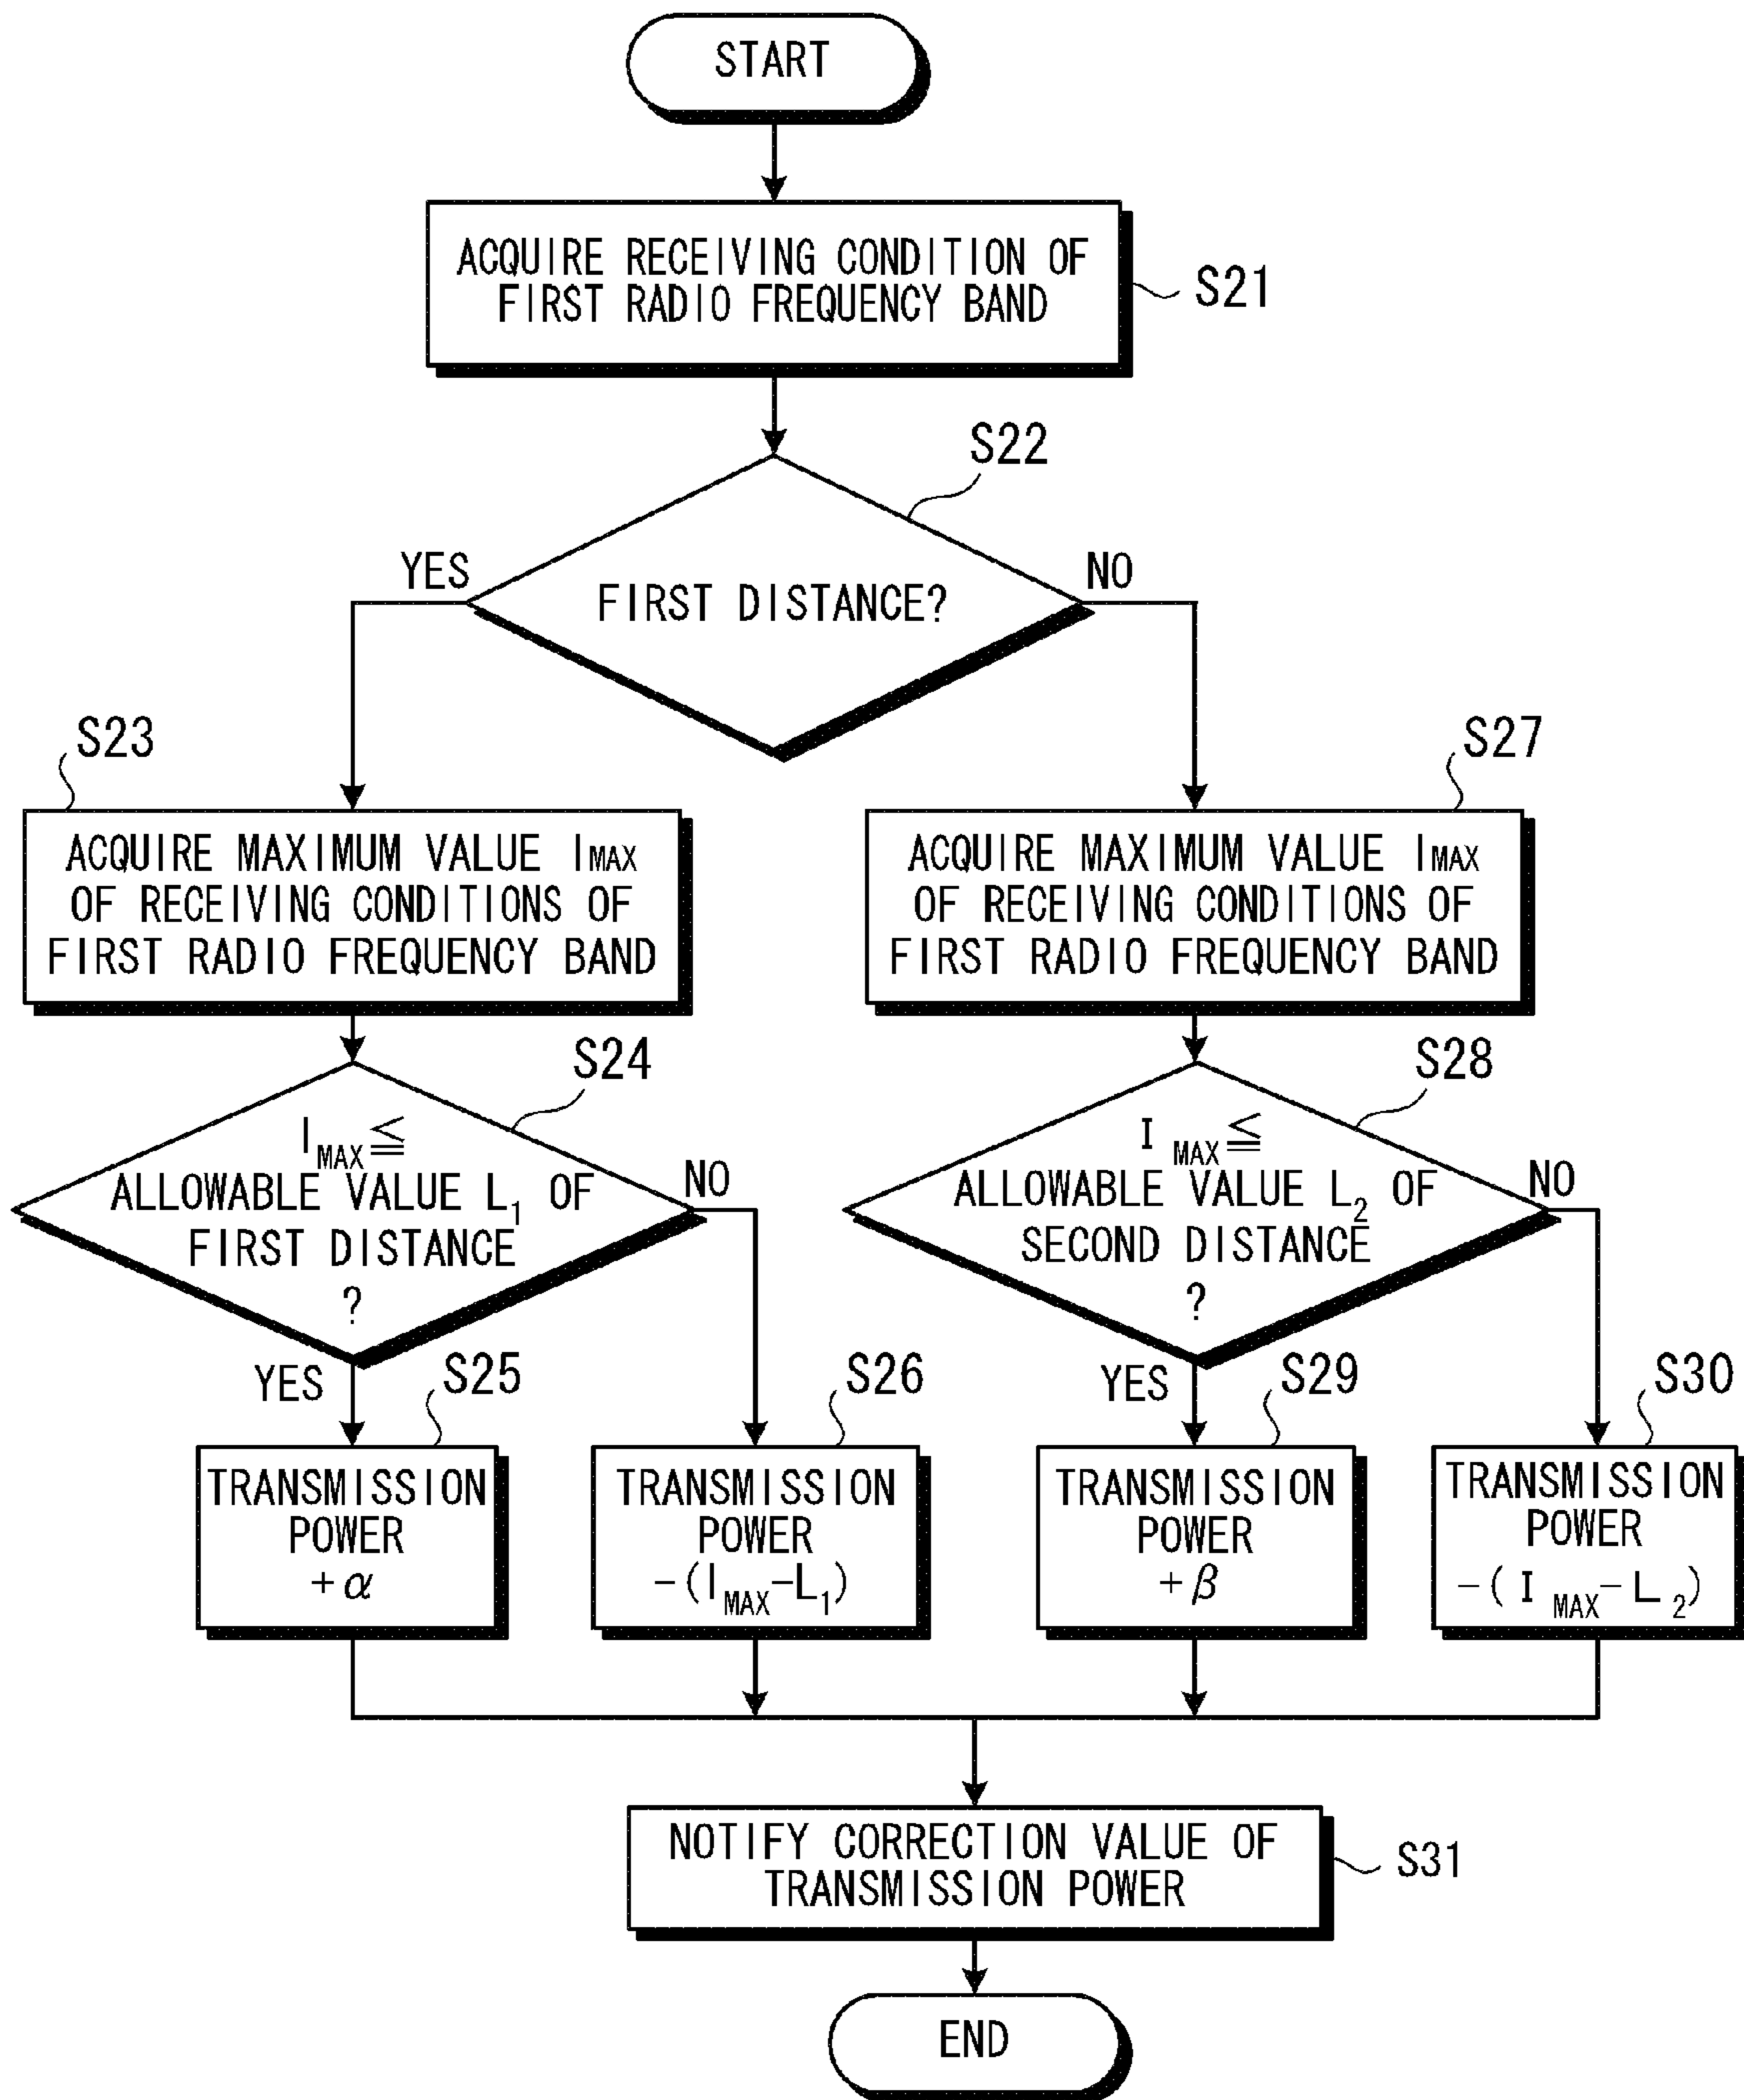 START
ACQUIRE RECEIVING CONDITION OF
FIRST RADIO FREQUENCY BAND
S21
S22
YES
NO
FIRST DISTANCE?
S23
S27
ACQUIRE MAXIMUM VALUE IMAX
OF RECEIVING CONDITIONS OF
FIRST RADIO FREQUENCY BAND
ACQUIRE MAXIMUM VALUE IMAX
OF RECEIVING CONDITIONS OF
FIRST RADIO FREQUENCY BAND
S24
S28
IMAX ≦
ALLOWABLE VALUE L1 OF
FIRST DISTANCE
?
NO
I MAX ≦
ALLOWABLE VALUE L2 OF
SECOND DISTANCE
?
NO
YES
S25
S26
YES
S29
S30
TRANSMISSION
POWER
+α
TRANSMISSION
POWER
-(IMAX-L1)
TRANSMISSION
POWER
+β
TRANSMISSION
POWER
-(I MAX-L2)
NOTIFY CORRECTION VALUE OF
TRANSMISSION POWER
S31
END